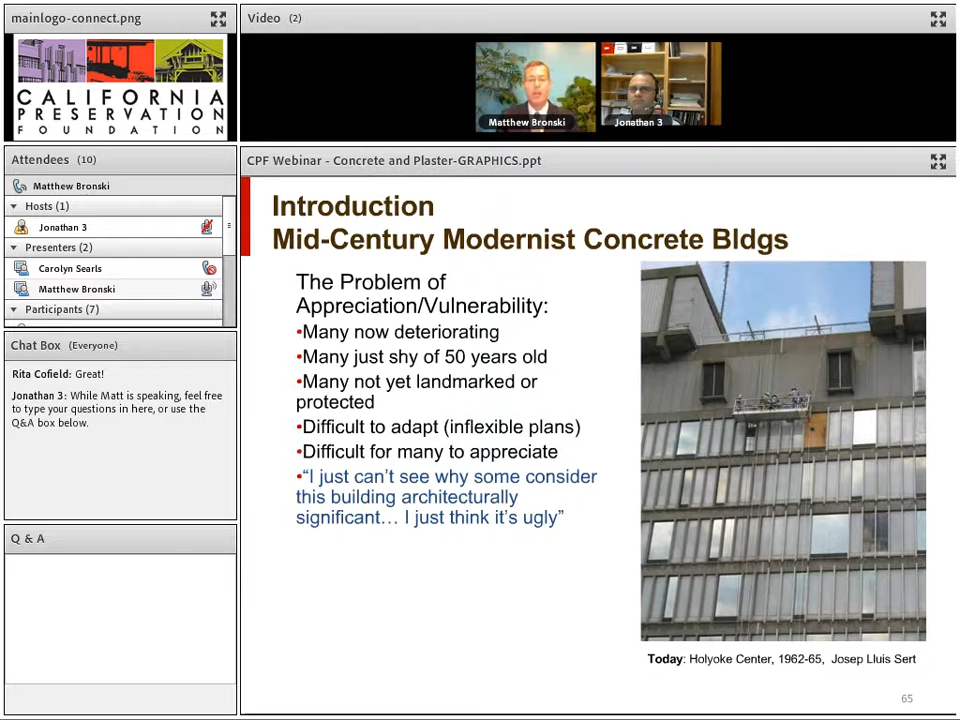 mainlogo-connect.png
CALIFORNIA
PRESERVATION
FOUNDATION
Video (2)
Matthew Bronski
Jonathan 3
Attendees (10)
Matthew Bronski
Hosts (1)
Jonathan 3
Presenters (2)
Carolyn Searls
Matthew Bronski
Participants (7)
Chat Box (Everyone)
Rita Cofield: Great!
Jonathan 3: While Matt is speaking, feel free
to type your questions in here, or use the
Q&A box below.
Q & A
CPF Webinar - Concrete and Plaster-GRAPHICS.ppt
Introduction
Mid-Century Modernist Concrete Bldgs
The Problem of
Appreciation/Vulnerability:
•Many now deteriorating
•Many just shy of 50 years old
•Many not yet landmarked or
protected
•Difficult to adapt (inflexible plans)
•Difficult for many to appreciate
•“I just can’t see why some consider
this building architecturally
significant… I just think it’s ugly”
Today: Holyoke Center, 1962-65, Josep Lluis Sert
65